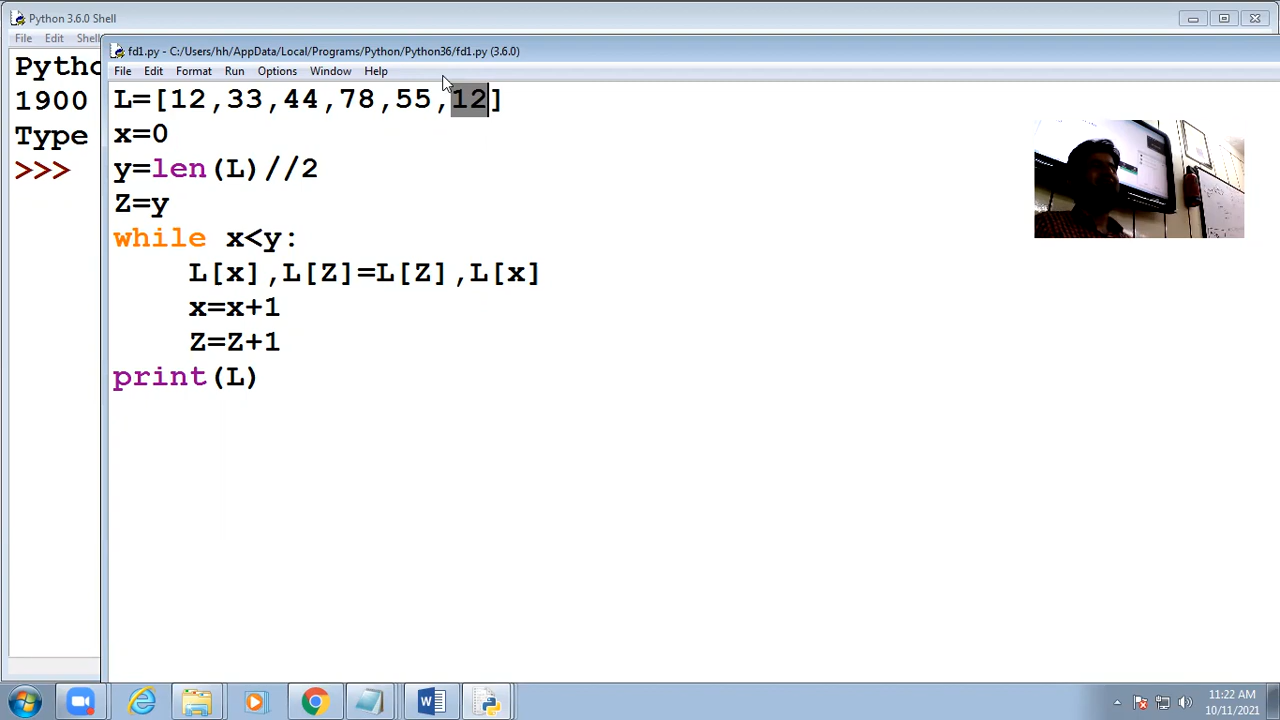 Python 3.6.0 Shell
File Edit Shell
Pytho
1900
Type
>>>
fd1.py - C:/Users/hh/AppData/Local/Programs/Python/Python36/fd1.py (3.6.0)
File Edit Format Run Options Window Help
L=[12,33,44,78,55,12]
x=0
y=len(L)//2
Z=y
while x<y:
    L[x],L[Z]=L[Z],L[x]
    x=x+1
    Z=Z+1
print(L)
11:22 AM
10/11/2021